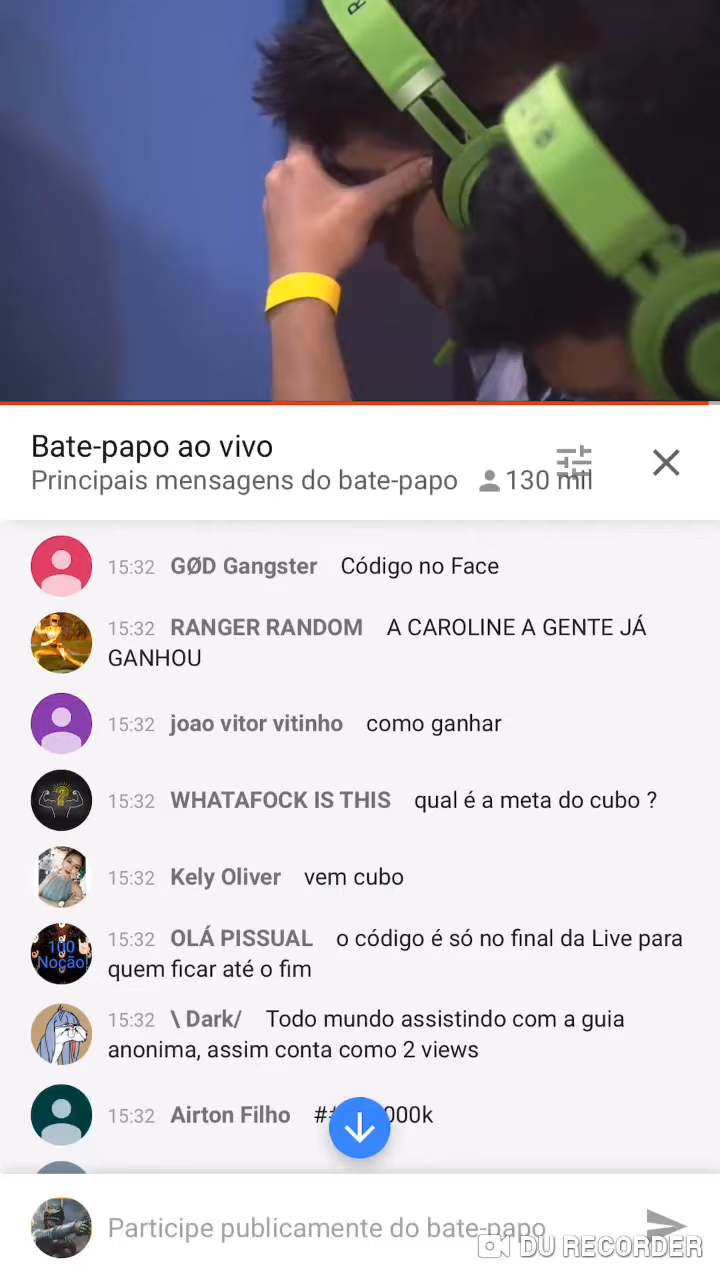 R
Bate-papo ao vivo
Principais mensagens do bate-papo 130 mil
15:32 GØD Gangster Código no Face
15:32 RANGER RANDOM A CAROLINE A GENTE JÁ
GANHOU
15:32 joao vitor vitinho como ganhar
15:32 WHATAFOCK IS THIS qual é a meta do cubo ?
15:32 Kely Oliver vem cubo
15:32 OLÁ PISSUAL o código é só no final da Live para
quem ficar até o fim
100
Noção!
15:32 \ Dark/ Todo mundo assistindo com a guia
anonima, assim conta como 2 views
15:32 Airton Filho
Participe publicamente do bate-papo
DU RECORDER